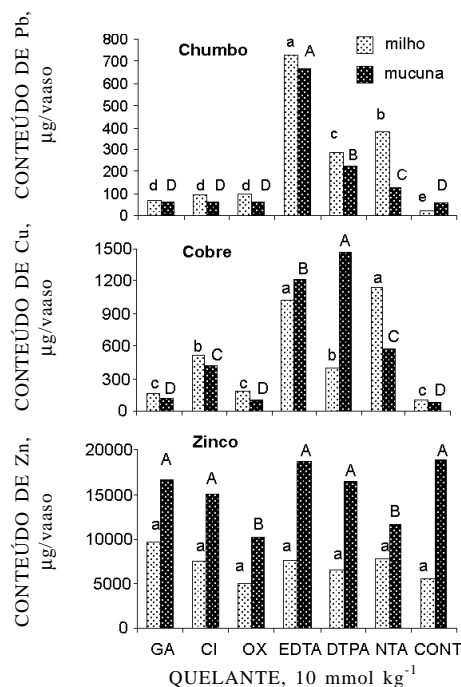 CONTEÚDO DE Pb, µg/vaaso
Chumbo
milho
mucuna
800
700
600
500
400
300
200
100
0
d D d D d D a A c B c C e D
CONTEÚDO DE Cu, µg/vaaso
Cobre
1500
1200
900
600
300
0
c D b C c D a B b A a C c D
CONTEÚDO DE Zn, µg/vaaso
Zinco
20000
15000
10000
5000
0
a A a A a B a A a A a B a A
GA CI OX EDTA DTPA NTA CONT
QUELANTE, 10 mmol kg⁻¹